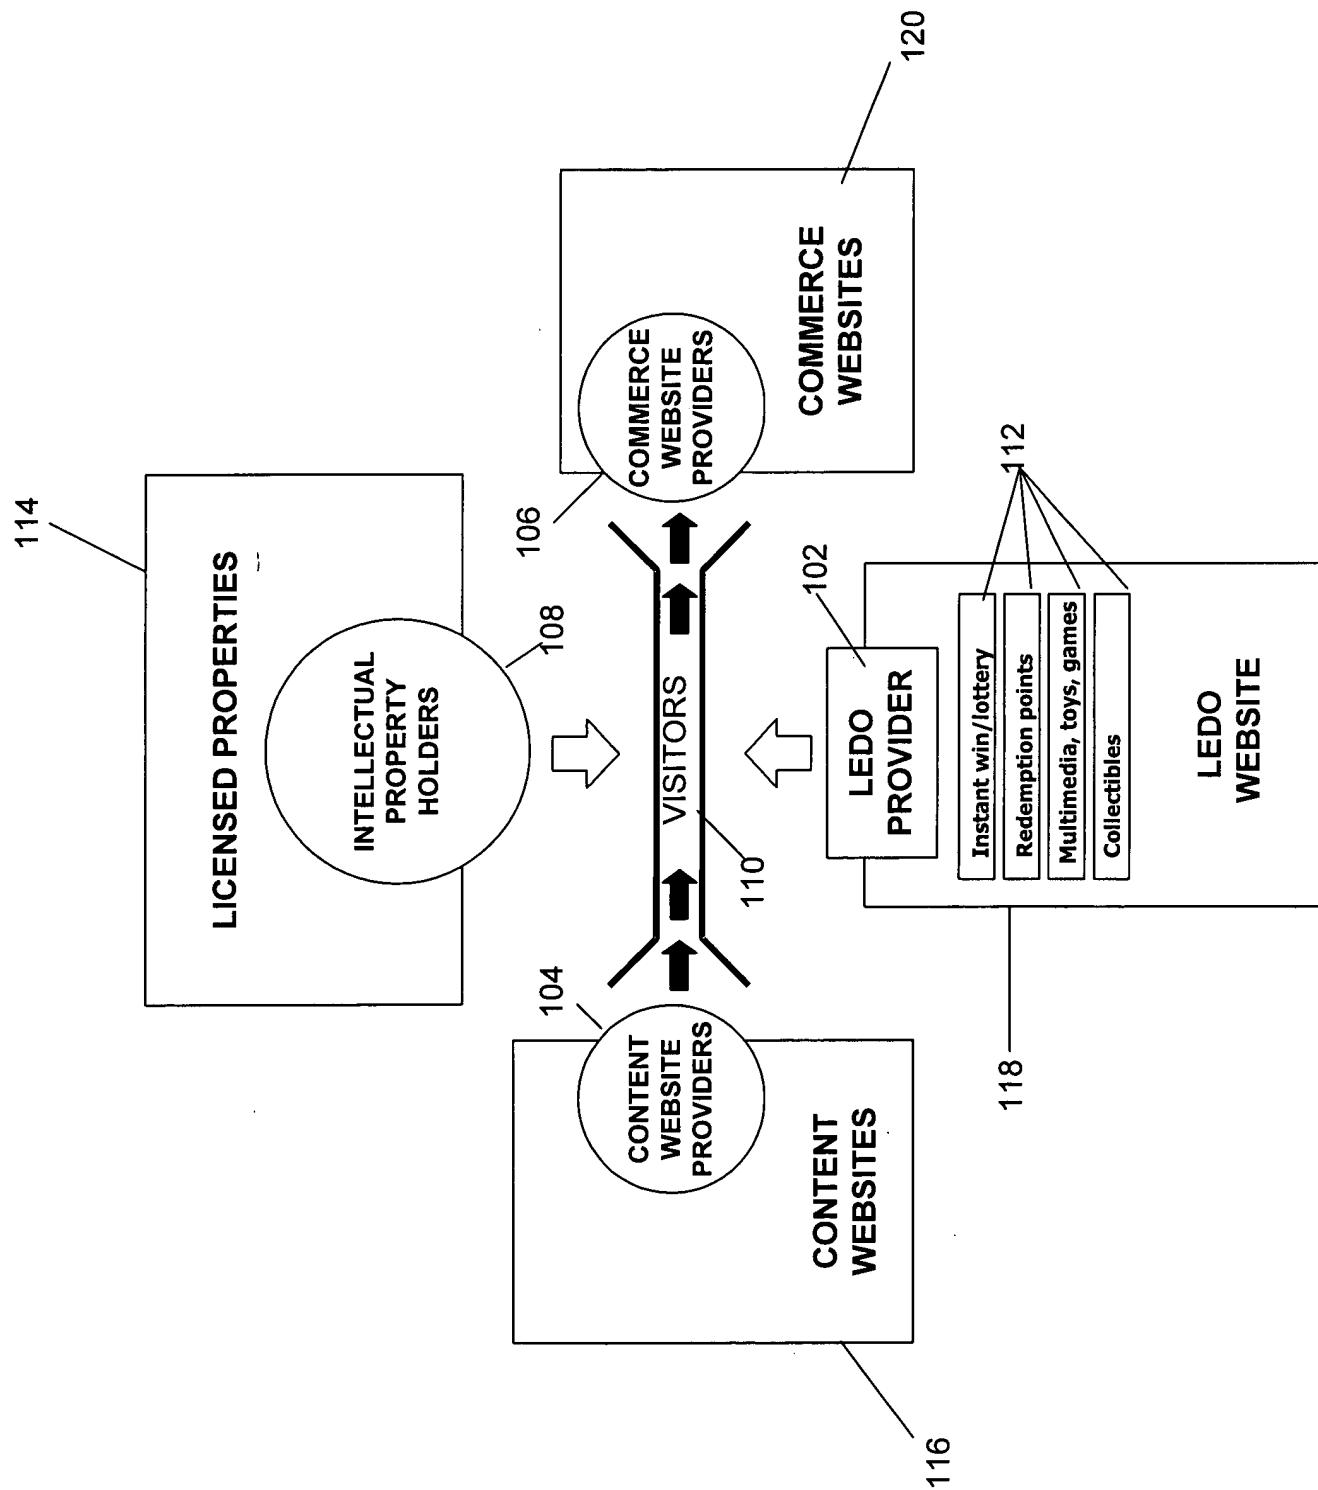 114
LICENSED PROPERTIES
INTELLECTUAL
PROPERTY
HOLDERS
108
116
CONTENT
WEBSITES
CONTENT
WEBSITE
PROVIDERS
104
VISITORS
110
106
COMMERCE
WEBSITE
PROVIDERS
COMMERCE
WEBSITES
120
102
LEDO
PROVIDER
112
Instant win/lottery
Redemption points
Multimedia, toys, games
Collectibles
118
LEDO
WEBSITE